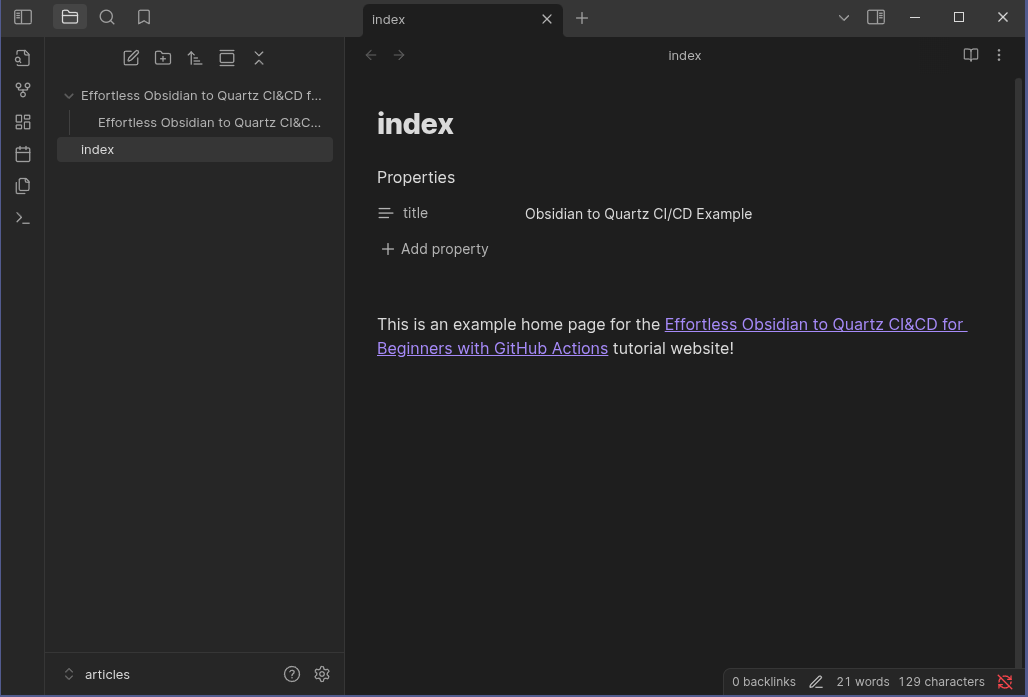 index
index
Effortless Obsidian to Quartz CI&CD f...
Effortless Obsidian to Quartz CI&C...
index
index
Properties
title Obsidian to Quartz CI/CD Example
Add property
This is an example home page for the Effortless Obsidian to Quartz CI&CD for
Beginners with GitHub Actions tutorial website!
articles
0 backlinks 21 words 129 characters